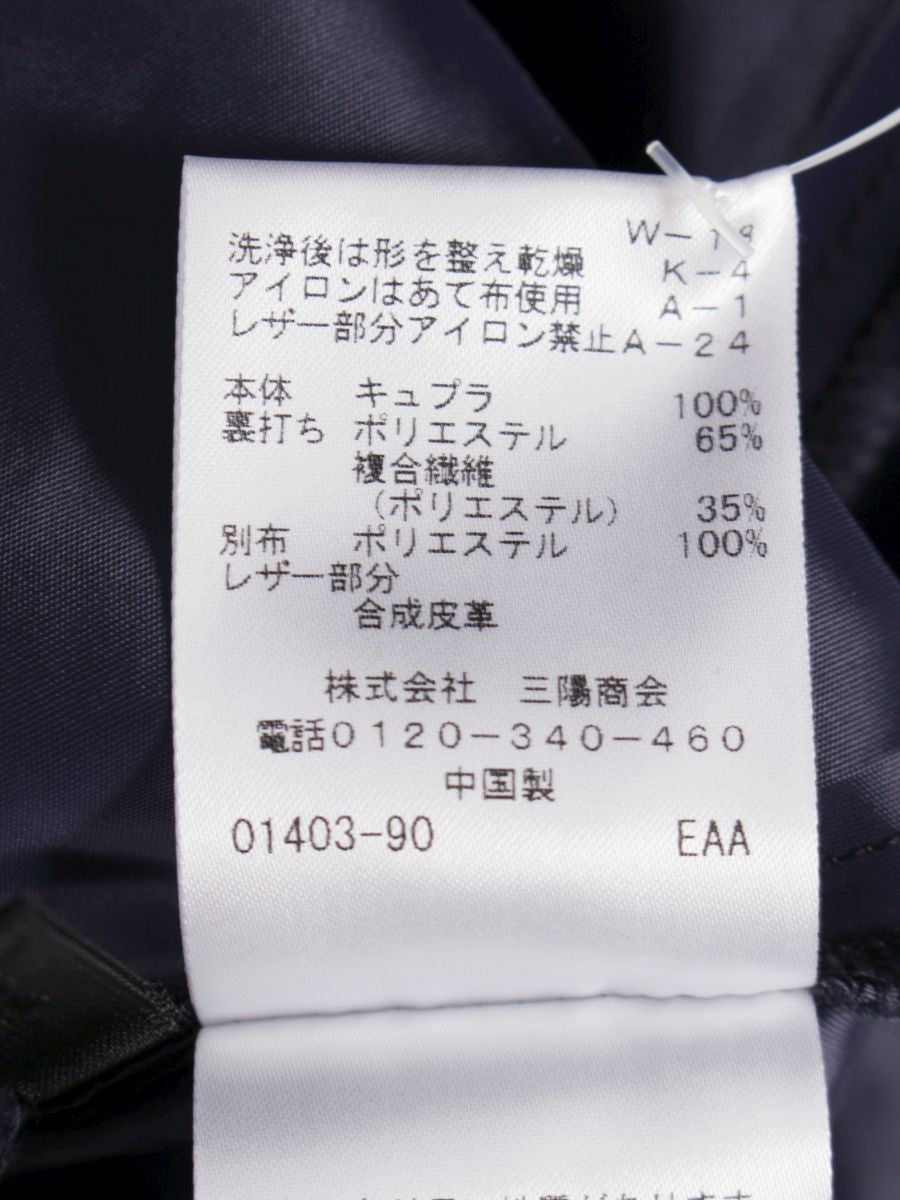 W-18
洗浄後は形を整え乾燥 K-4
アイロンはあて布使用 A-1
レザー部分アイロン禁止A-24
本体 キュプラ 100%
裏打ち ポリエステル 65%
複合繊維
(ポリエステル) 35%
別布 ポリエステル 100%
レザー部分
合成皮革
株式会社 三陽商会
電話0120-340-460
中国製
01403-90 EAA